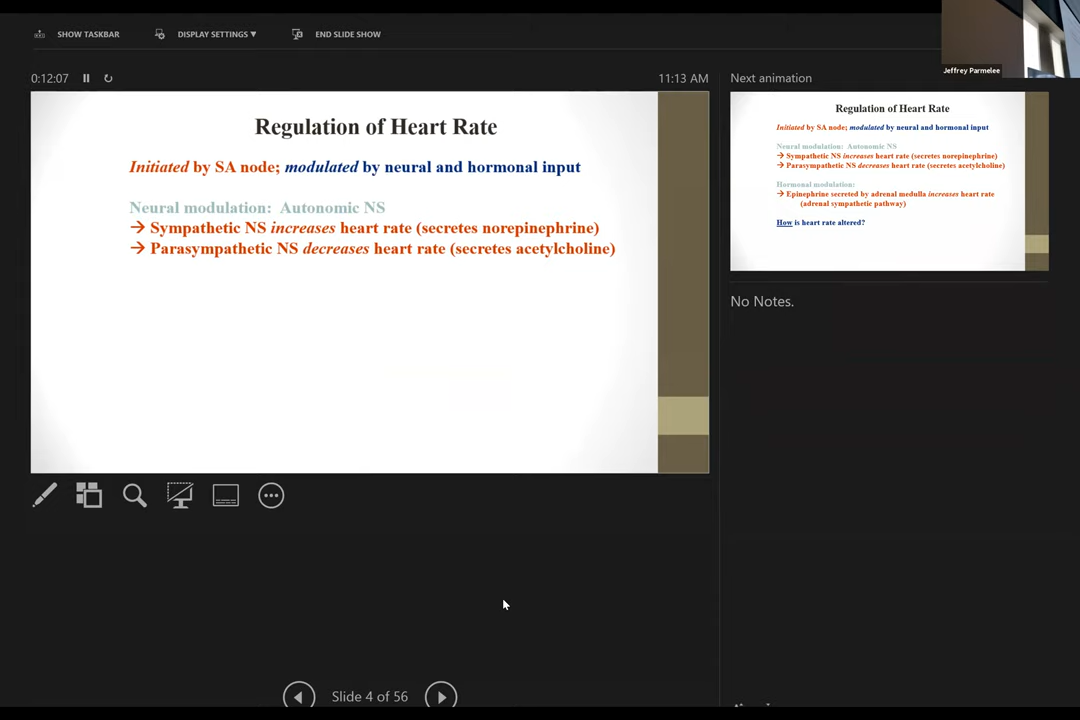 SHOW TASKBAR
DISPLAY SETTINGS ▼
END SLIDE SHOW
Jeffrey Parmelee
0:12:07
11:13 AM
Next animation
Regulation of Heart Rate
Initiated by SA node; modulated by neural and hormonal input
Neural modulation: Autonomic NS
→ Sympathetic NS increases heart rate (secretes norepinephrine)
→ Parasympathetic NS decreases heart rate (secretes acetylcholine)
Regulation of Heart Rate
Initiated by SA node; modulated by neural and hormonal input
Neural modulation: Autonomic NS
→ Sympathetic NS increases heart rate (secretes norepinephrine)
→ Parasympathetic NS decreases heart rate (secretes acetylcholine)
Hormonal modulation:
→ Epinephrine secreted by adrenal medulla increases heart rate
(adrenal sympathetic pathway)
How is heart rate altered?
No Notes.
Slide 4 of 56